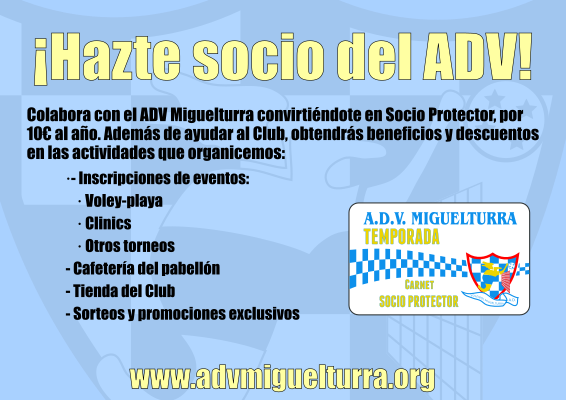 ¡Hazte socio del ADV!
Colabora con el ADV Miguelturra convirtiéndote en Socio Protector, por
10€ al año. Además de ayudar al Club, obtendrás beneficios y descuentos
en las actividades que organicemos:
·- Inscripciones de eventos:
· Voley-playa
· Clinics
· Otros torneos
- Cafetería del pabellón
- Tienda del Club
- Sorteos y promociones exclusivos
A.D.V. MIGUELTURRA
TEMPORADA
CARNET
SOCIO PROTECTOR
www.advmiguelturra.org